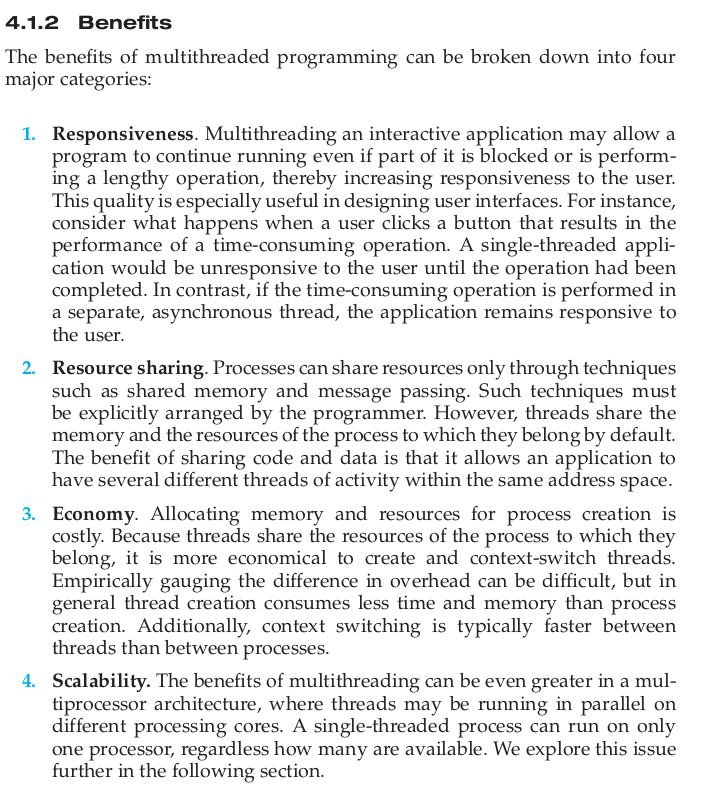 4.1.2 Benefits
The benefits of multithreaded programming can be broken down into four
major categories:
1. Responsiveness. Multithreading an interactive application may allow a
program to continue running even if part of it is blocked or is perform-
ing a lengthy operation, thereby increasing responsiveness to the user.
This quality is especially useful in designing user interfaces. For instance,
consider what happens when a user clicks a button that results in the
performance of a time-consuming operation. A single-threaded appli-
cation would be unresponsive to the user until the operation had been
completed. In contrast, if the time-consuming operation is performed in
a separate, asynchronous thread, the application remains responsive to
the user.
2. Resource sharing. Processes can share resources only through techniques
such as shared memory and message passing. Such techniques must
be explicitly arranged by the programmer. However, threads share the
memory and the resources of the process to which they belong by default.
The benefit of sharing code and data is that it allows an application to
have several different threads of activity within the same address space.
3. Economy. Allocating memory and resources for process creation is
costly. Because threads share the resources of the process to which they
belong, it is more economical to create and context-switch threads.
Empirically gauging the difference in overhead can be difficult, but in
general thread creation consumes less time and memory than process
creation. Additionally, context switching is typically faster between
threads than between processes.
4. Scalability. The benefits of multithreading can be even greater in a mul-
tiprocessor architecture, where threads may be running in parallel on
different processing cores. A single-threaded process can run on only
one processor, regardless how many are available. We explore this issue
further in the following section.